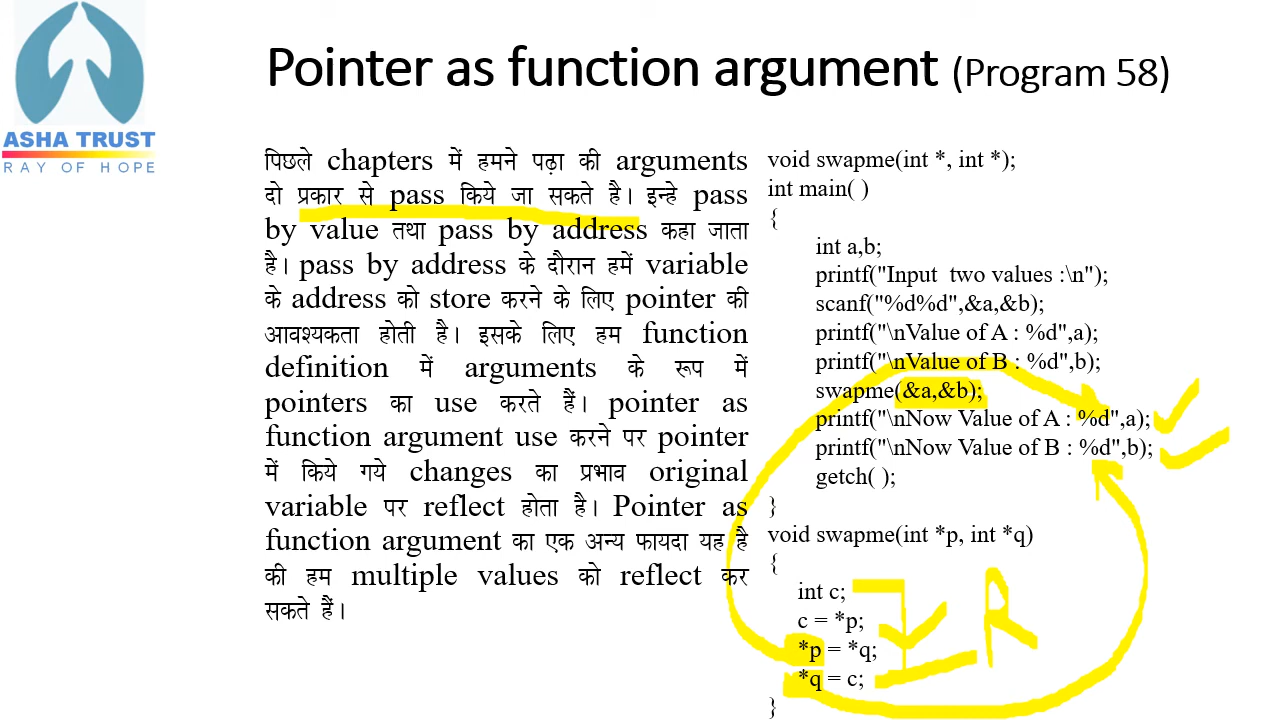 ASHA TRUST
RAY OF HOPE
Pointer as function argument (Program 58)
पिछले chapters में हमने पढ़ा की arguments
दो प्रकार से pass किये जा सकते है। इन्हे pass
by value तथा pass by address कहा जाता
है। pass by address के दौरान हमें variable
के address को store करने के लिए pointer की
आवश्यकता होती है। इसके लिए हम function
definition में arguments के रूप में
pointers का use करते हैं। pointer as
function argument use करने पर pointer
में किये गये changes का प्रभाव original
variable पर reflect होता है। Pointer as
function argument का एक अन्य फायदा यह है
की हम multiple values को reflect कर
सकते हैं।
void swapme(int *, int *);
int main( )
{
int a,b;
printf("Input two values :\n");
scanf("%d%d",&a,&b);
printf("\nValue of A : %d",a);
printf("\nValue of B : %d",b);
swapme(&a,&b);
printf("\nNow Value of A : %d",a);
printf("\nNow Value of B : %d",b);
getch( );
}
void swapme(int *p, int *q)
{
int c;
c = *p;
*p = *q;
*q = c;
}